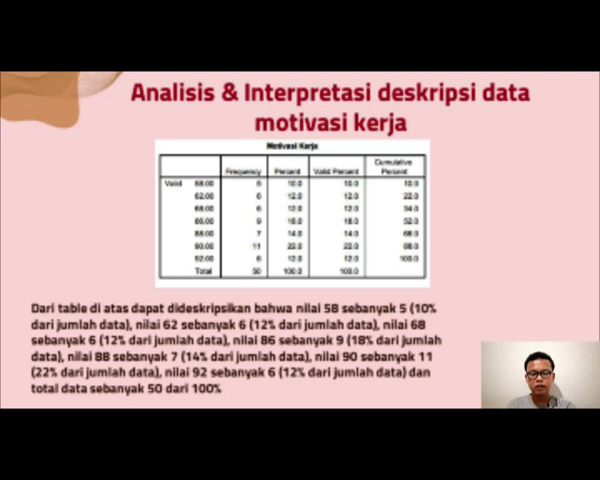 Analisis & Interpretasi deskripsi data
motivasi kerja
Motivasi Kerja
Frequency Percent Valid Percent Cumulative Percent
Valid 58.00 5 10.0 10.0 10.0
62.00 6 12.0 12.0 22.0
68.00 6 12.0 12.0 34.0
86.00 9 18.0 18.0 52.0
88.00 7 14.0 14.0 66.0
90.00 11 22.0 22.0 88.0
92.00 6 12.0 12.0 100.0
Total 50 100.0 100.0
Dari table di atas dapat dideskripsikan bahwa nilai 58 sebanyak 5 (10%
dari jumlah data), nilai 62 sebanyak 6 (12% dari jumlah data), nilai 68
sebanyak 6 (12% dari jumlah data), nilai 86 sebanyak 9 (18% dari jumlah
data), nilai 88 sebanyak 7 (14% dari jumlah data), nilai 90 sebanyak 11
(22% dari jumlah data), nilai 92 sebanyak 6 (12% dari jumlah data) dan
total data sebanyak 50 dari 100%